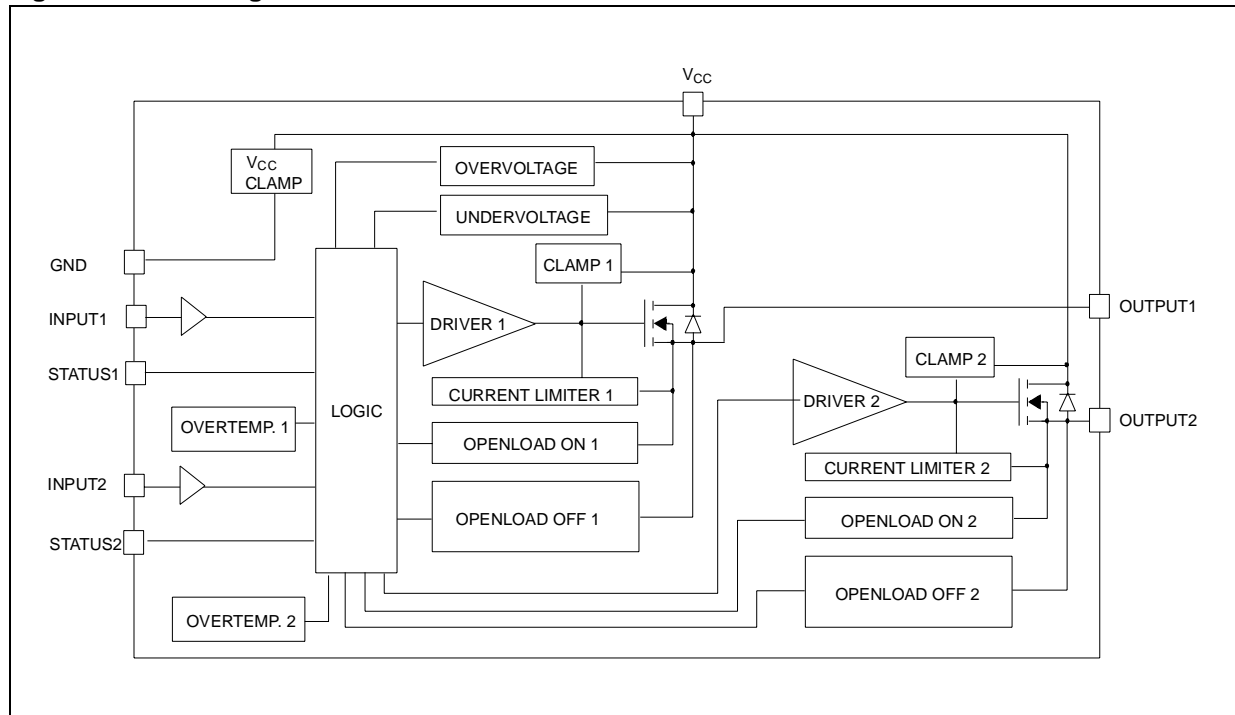 VCC
VCC
CLAMP
OVERVOLTAGE
UNDERVOLTAGE
GND
CLAMP 1
INPUT1
DRIVER 1
OUTPUT1
STATUS1
CURRENT LIMITER 1
LOGIC
CLAMP 2
DRIVER 2
OVERTEMP. 1
OPENLOAD ON 1
OUTPUT2
CURRENT LIMITER 2
INPUT2
OPENLOAD OFF 1
OPENLOAD ON 2
STATUS2
OPENLOAD OFF 2
OVERTEMP. 2